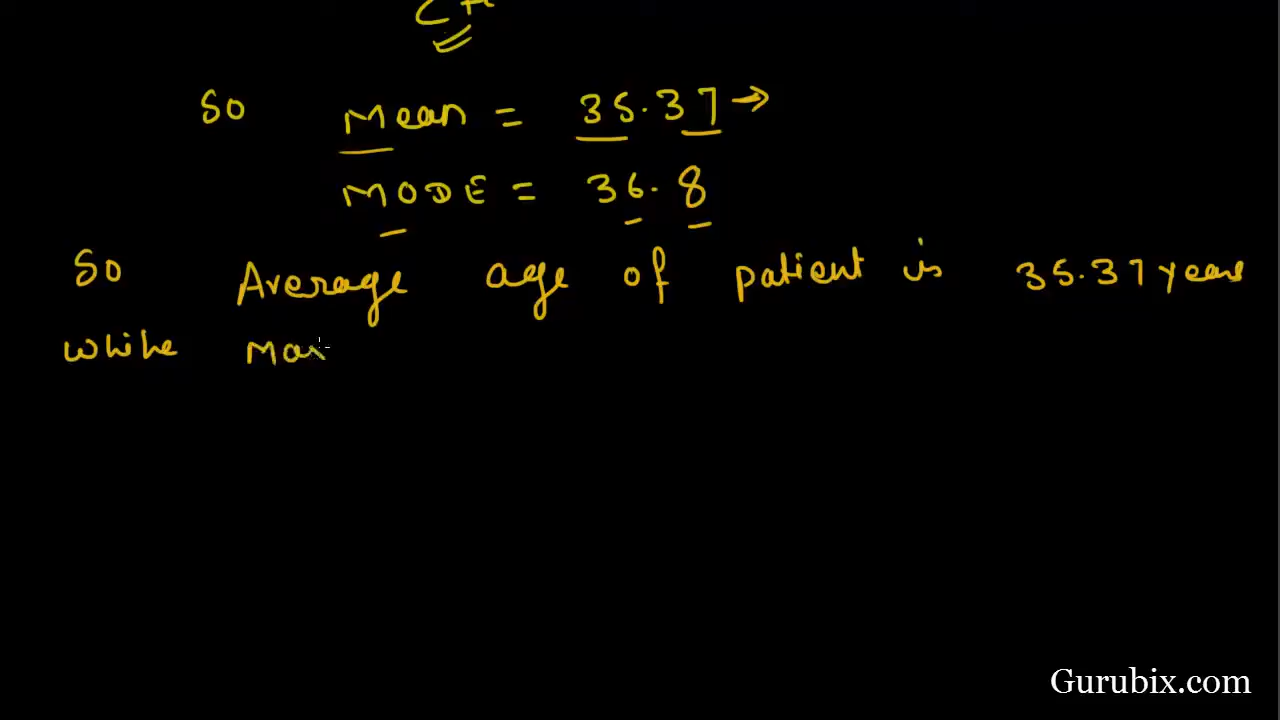 So Mean = 35.37 →
MODE = 36.8
So Average age of patient is 35.37 years
while Max
Gurubix.com